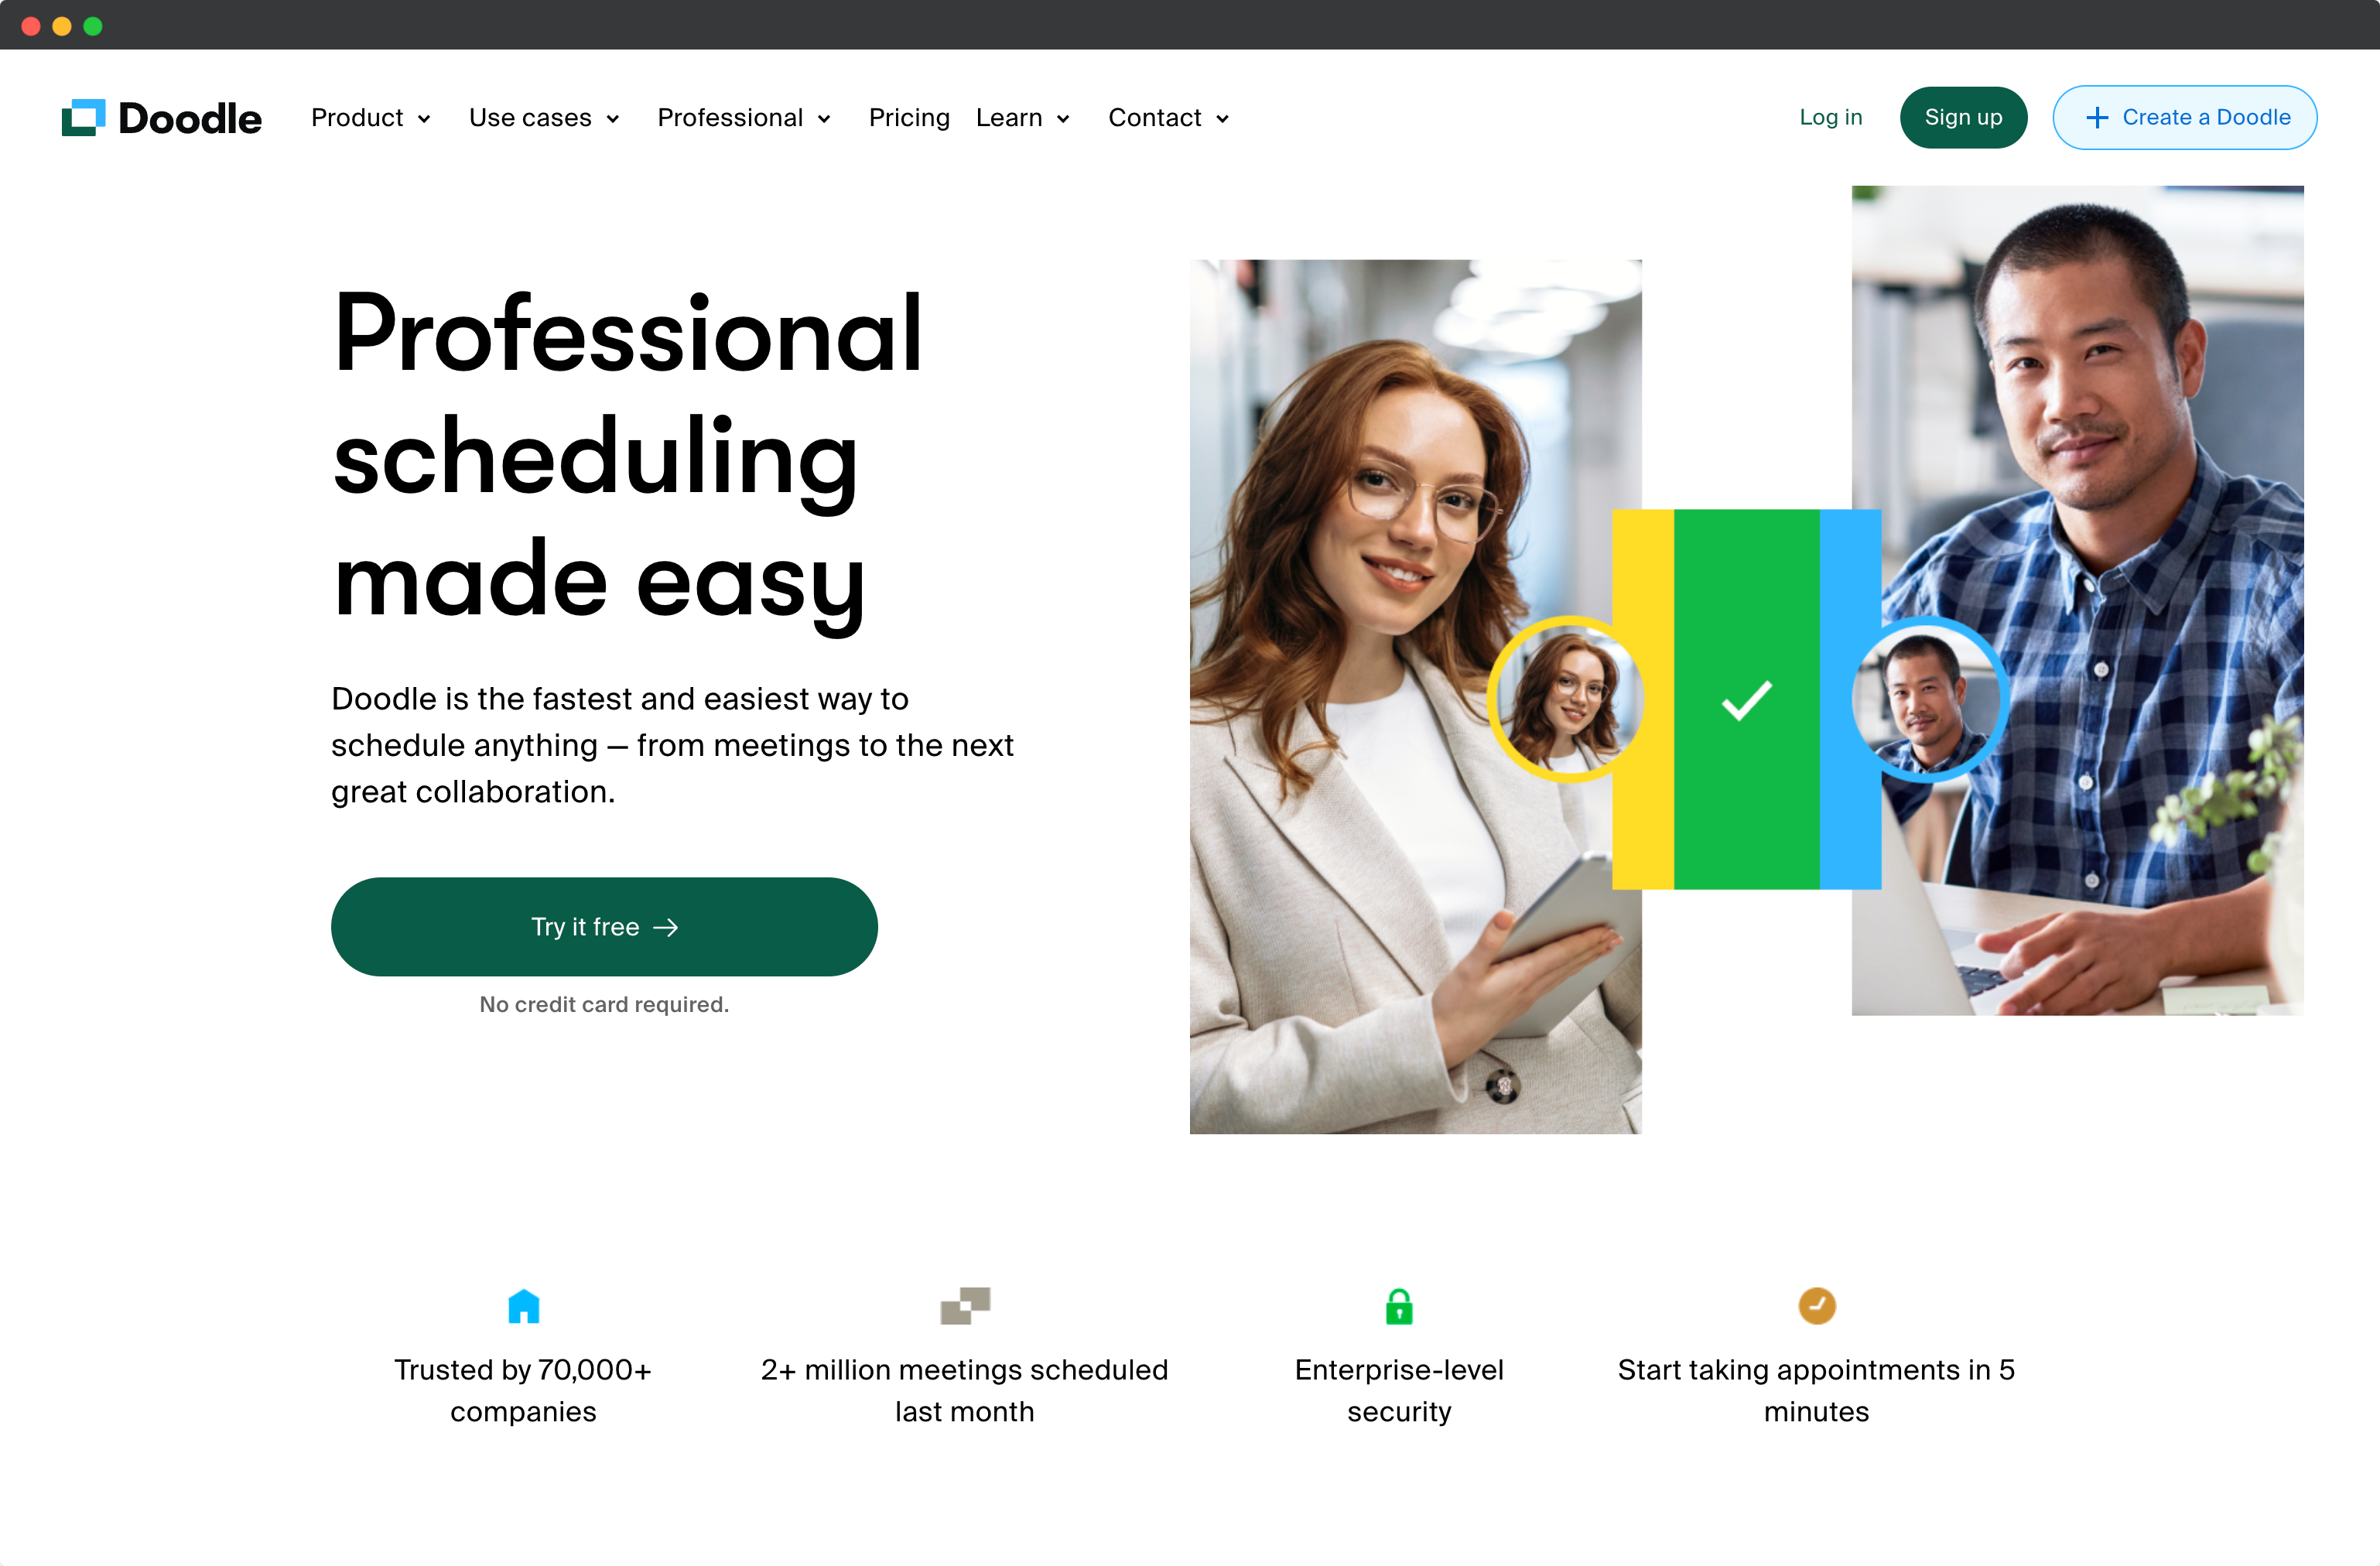 Doodle
Product
Use cases
Professional
Pricing
Learn
Contact
Log in
Sign up
Create a Doodle
Professional
scheduling
made easy
Doodle is the fastest and easiest way to
schedule anything — from meetings to the next
great collaboration.
Try it free →
No credit card required.
Trusted by 70,000+
companies
2+ million meetings scheduled
last month
Enterprise-level
security
Start taking appointments in 5
minutes